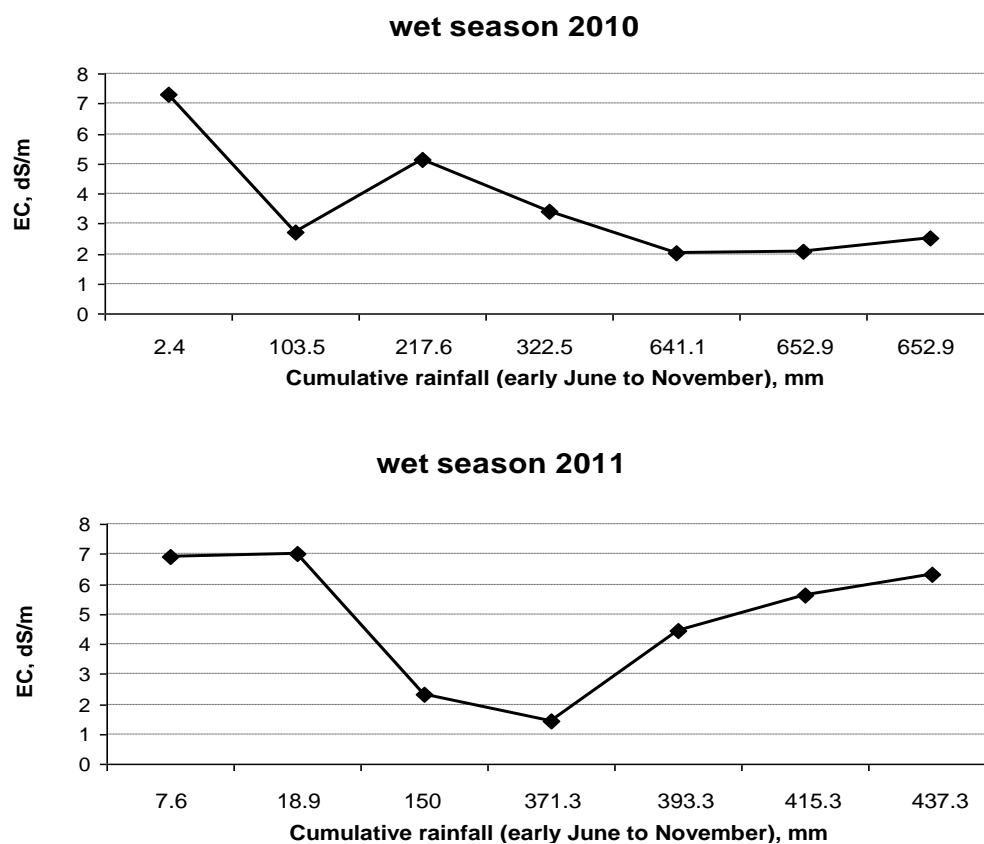 wet season 2010
8
7
6
5
4
3
2
1
0
EC, dS/m
2.4 103.5 217.6 322.5 641.1 652.9 652.9
Cumulative rainfall (early June to November), mm
wet season 2011
8
7
6
5
4
3
2
1
0
EC, dS/m
7.6 18.9 150 371.3 393.3 415.3 437.3
Cumulative rainfall (early June to November), mm